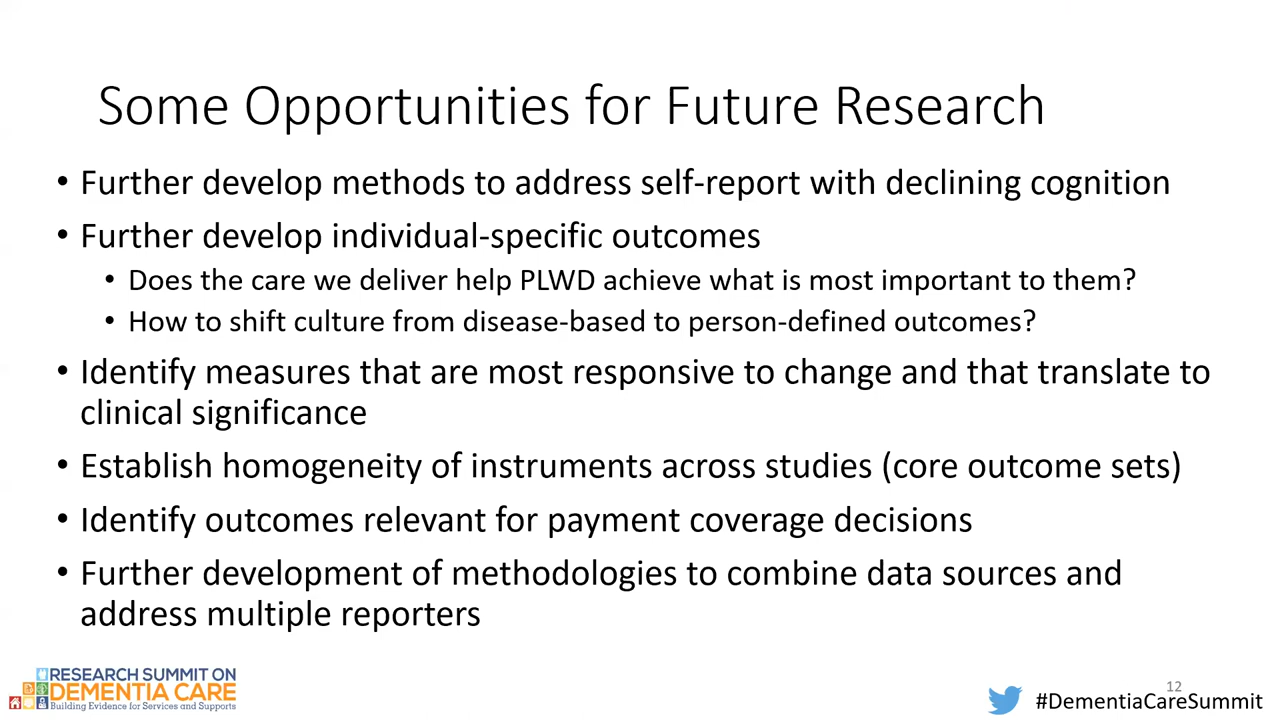 Some Opportunities for Future Research
• Further develop methods to address self-report with declining cognition
• Further develop individual-specific outcomes
• Does the care we deliver help PLWD achieve what is most important to them?
• How to shift culture from disease-based to person-defined outcomes?
• Identify measures that are most responsive to change and that translate to
clinical significance
• Establish homogeneity of instruments across studies (core outcome sets)
• Identify outcomes relevant for payment coverage decisions
• Further development of methodologies to combine data sources and
address multiple reporters
RESEARCH SUMMIT ON
DEMENTIA CARE
Building Evidence for Services and Supports
12
#DementiaCareSummit